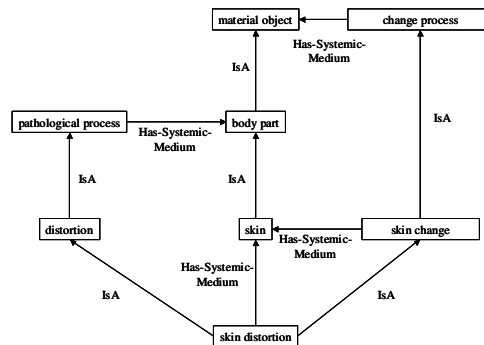 material object
change process
Has-Systemic-
Medium
IsA
IsA
pathological process
body part
Has-Systemic-
Medium
IsA
IsA
distortion
skin
skin change
Has-Systemic-
Medium
Has-Systemic-
Medium
IsA
IsA
skin distortion